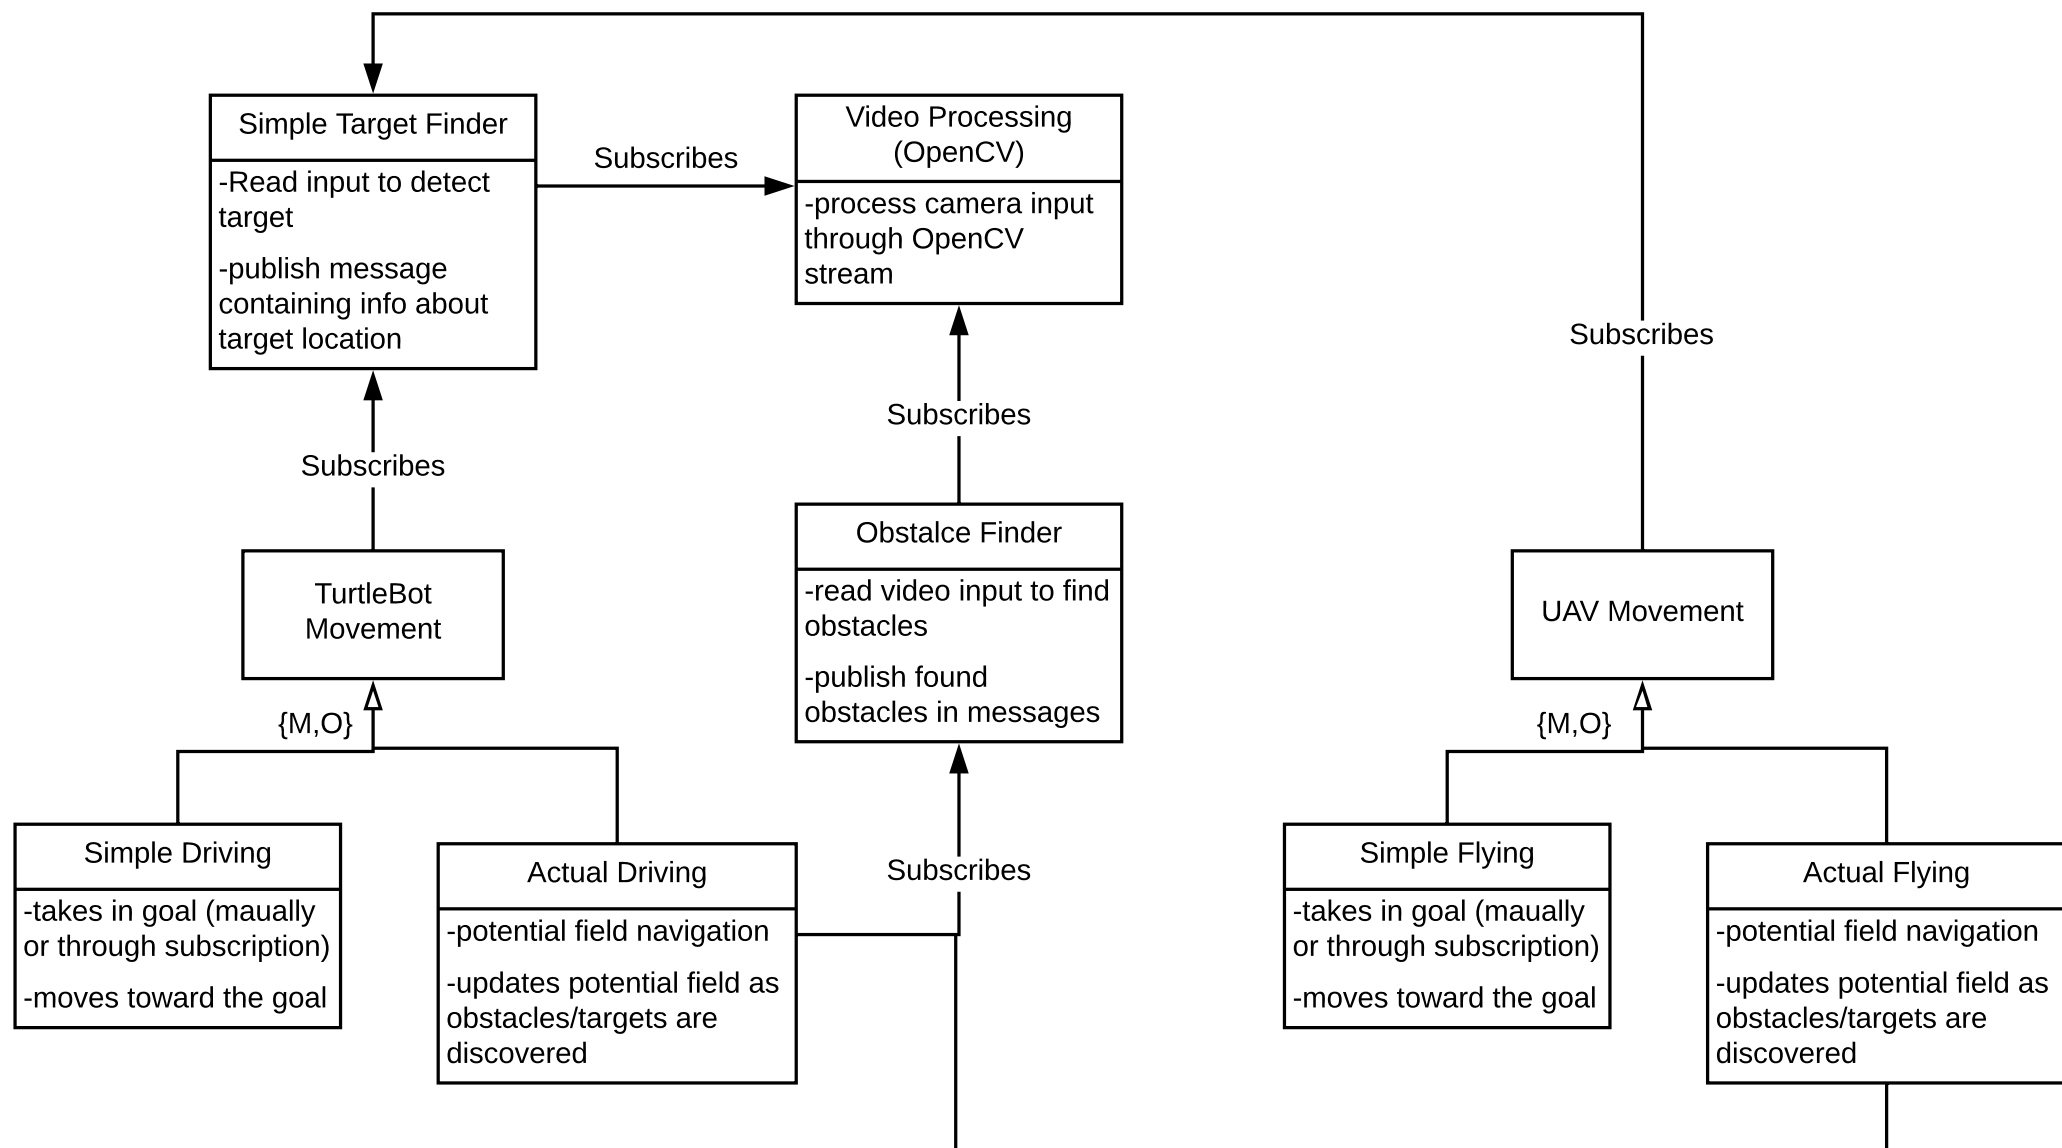 Simple Target Finder
-Read input to detect
target
-publish message
containing info about
target location
Subscribes
Video Processing
(OpenCV)
-process camera input
through OpenCV
stream
Subscribes
Subscribes
Subscribes
TurtleBot
Movement
{M,O}
Obstalce Finder
-read video input to find
obstacles
-publish found
obstacles in messages
UAV Movement
{M,O}
Simple Driving
-takes in goal (maually
or through subscription)
-moves toward the goal
Actual Driving
-potential field navigation
-updates potential field as
obstacles/targets are
discovered
Subscribes
Simple Flying
-takes in goal (maually
or through subscription)
-moves toward the goal
Actual Flying
-potential field navigation
-updates potential field as
obstacles/targets are
discovered